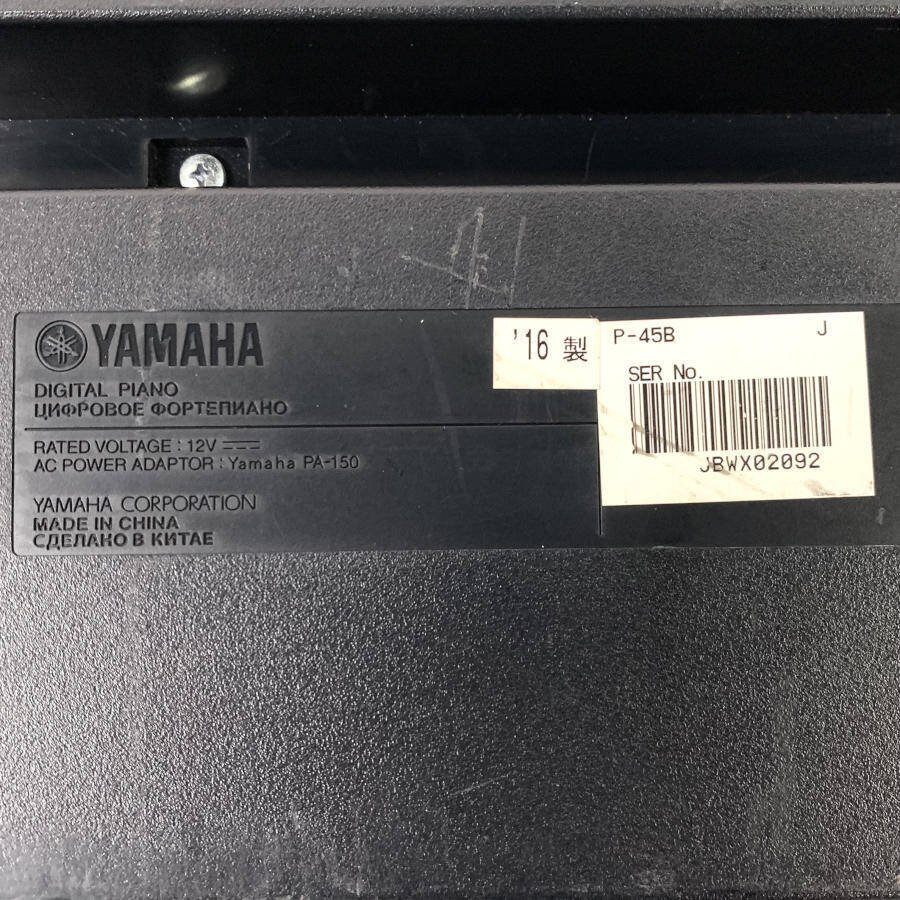 YAMAHA
DIGITAL PIANO
ЦИФРОВОЕ ФОРТЕПИАНО
RATED VOLTAGE : 12V
AC POWER ADAPTOR : Yamaha PA-150
YAMAHA CORPORATION
MADE IN CHINA
СДЕЛАНО В КИТАЕ
'16 製
P-45B J
SER No.
JBWX02092